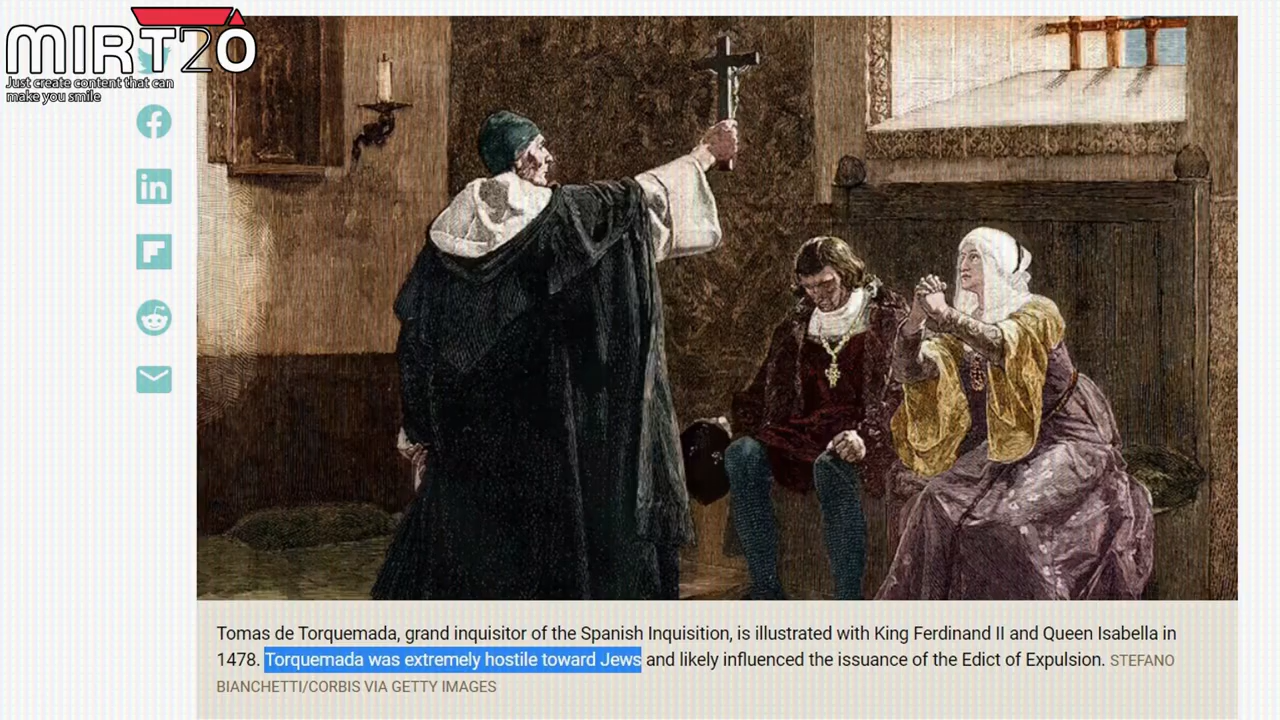 MIRT20
Just create content that can
make you smile
Tomas de Torquemada, grand inquisitor of the Spanish Inquisition, is illustrated with King Ferdinand II and Queen Isabella in
1478. Torquemada was extremely hostile toward Jews and likely influenced the issuance of the Edict of Expulsion. STEFANO
BIANCHETTI/CORBIS VIA GETTY IMAGES